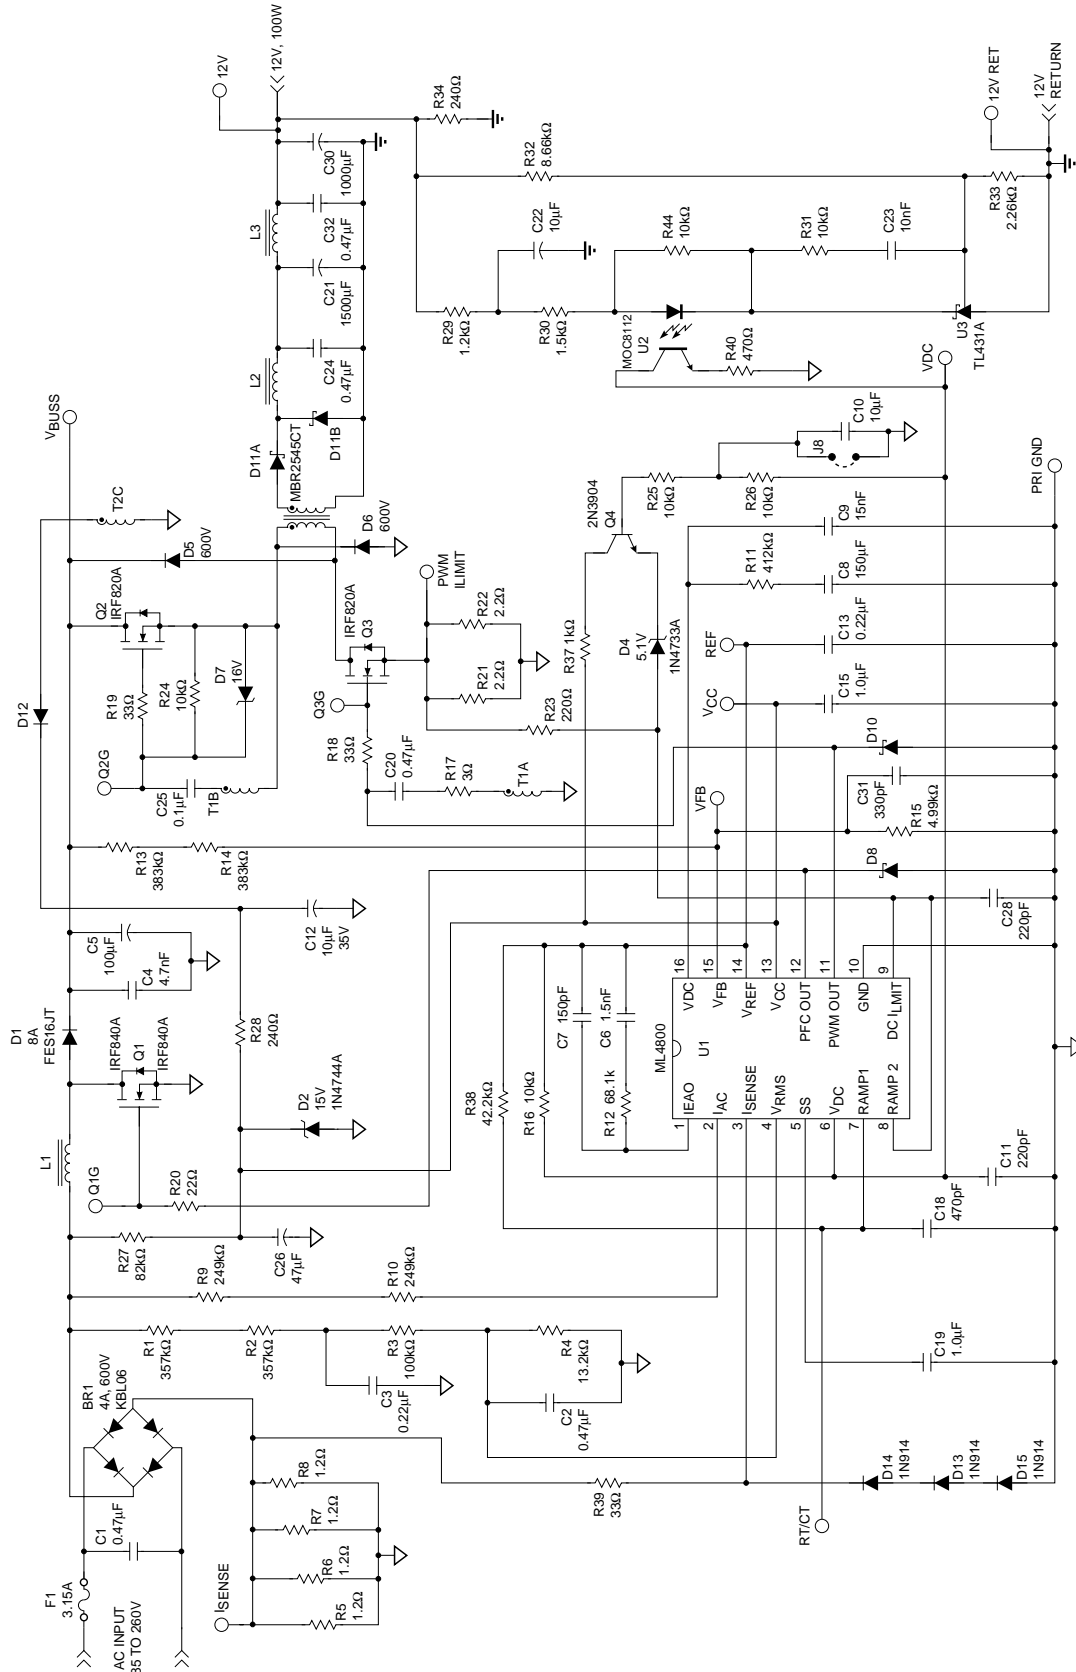 AC INPUT
85 TO 260V
F1
3.15A
C1
0.47µF
BR1
4A, 600V
KBL06
ISENSE
R5
1.2Ω
R6
1.2Ω
R7
1.2Ω
R8
1.2Ω
R1
357kΩ
R2
357kΩ
R3
100kΩ
R4
13.2kΩ
C3
0.22µF
C2
0.47µF
R9
249kΩ
R10
249kΩ
R27
82kΩ
C26
47µF
Q1G
R20
22Ω
L1
D2
15V
1N4744A
IRF840A
Q1
IRF840A
D1
8A
FES16JT
R28
240Ω
C4
4.7nF
C5
100µF
C12
10µF
35V
D12
R13
383kΩ
R14
383kΩ
Q2G
C25
0.1µF
T1B
R19
33Ω
R24
10kΩ
D7
16V
Q2
IRF820A
D5
600V
T2C
VBUSS
D6
600V
D11A
MBR2545CT
D11B
L2
C24
0.47µF
C21
1500µF
L3
C32
0.47µF
C30
1000µF
12V
12V, 100W
R34
240Ω
R18
33Ω
C20
0.47µF
R17
3Ω
T1A
Q3G
IRF820A
Q3
PWM
ILIMIT
R21
2.2Ω
R22
2.2Ω
R23
220Ω
R37 1kΩ
D4
5.1V
1N4733A
Q4
2N3904
R25
10kΩ
R26
10kΩ
J8
C10
10µF
R29
1.2kΩ
C22
10µF
R30
1.5kΩ
R44
10kΩ
R32
8.66kΩ
R31
10kΩ
C23
10nF
MOC8112
U2
R40
470Ω
U3
TL431A
R33
2.26kΩ
12V RET
12V
RETURN
VDC
PRI GND
R38
42.2kΩ
R16 10kΩ
R12 68.1k
C7 150pF
C6 1.5nF
ML4800
U1
1 IEAO
2 IAC
3 ISENSE
4 VRMS
5 SS
6 VDC
7 RAMP1
8 RAMP 2
VDC 16
VFB 15
VREF 14
VCC 13
PFC OUT 12
PWM OUT 11
GND 10
DC ILMIT 9
VFB
VCC
REF
R11
412kΩ
C9
15nF
C8
150µF
C13
0.22µF
C15
1.0µF
D10
C31
330pF
R15
4.99kΩ
D8
C28
220pF
C11
220pF
C18
470pF
C19
1.0µF
R39
33Ω
RT/CT
D14
1N914
D13
1N914
D15
1N914